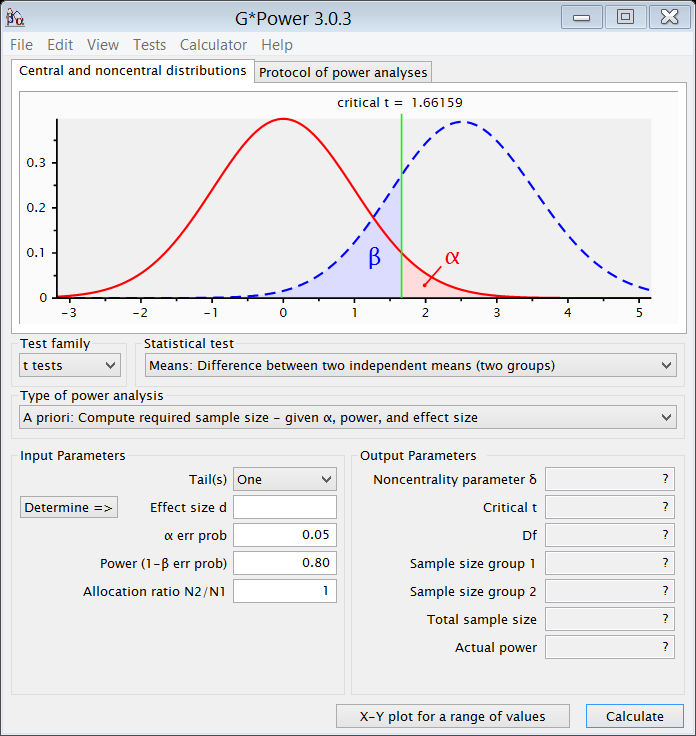 G*Power 3.0.3
File Edit View Tests Calculator Help
Central and noncentral distributions Protocol of power analyses
critical t = 1.66159
0.3
0.2
0.1
0
β
α
-3 -2 -1 0 1 2 3 4 5
Test family Statistical test
t tests Means: Difference between two independent means (two groups)
Type of power analysis
A priori: Compute required sample size - given α, power, and effect size
Input Parameters
Tail(s) One
Determine => Effect size d
α err prob 0.05
Power (1-β err prob) 0.80
Allocation ratio N2/N1 1
Output Parameters
Noncentrality parameter δ ?
Critical t ?
Df ?
Sample size group 1 ?
Sample size group 2 ?
Total sample size ?
Actual power ?
X-Y plot for a range of values Calculate